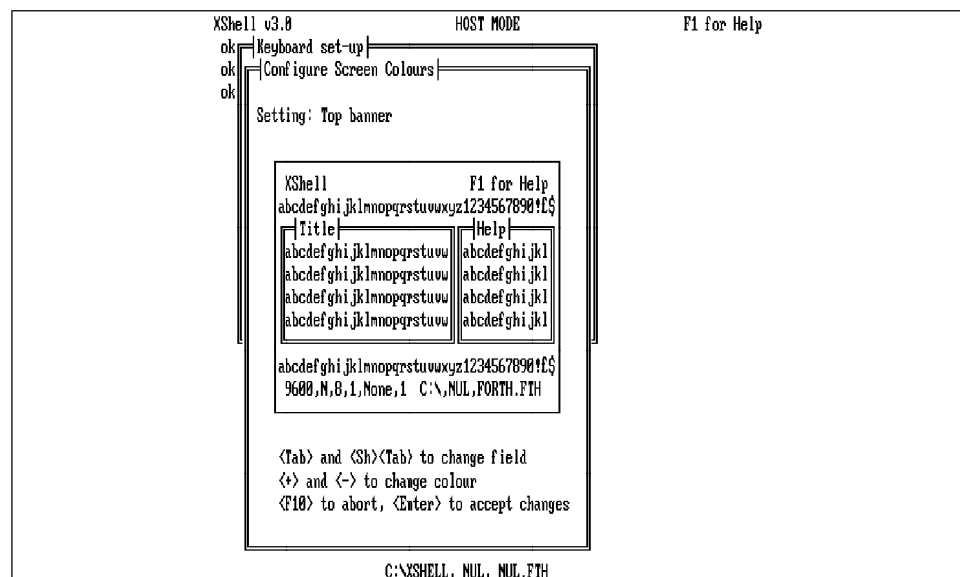 XShell v3.0 HOST MODE F1 for Help
ok Keyboard set-up
ok Configure Screen Colours
ok
Setting: Top banner
XShell F1 for Help
abcdefghijklmnopqrstuvwxyz1234567890!£$
Title Help
abcdefghijklmnopqrstuvw abcdefghijkl
abcdefghijklmnopqrstuvw abcdefghijkl
abcdefghijklmnopqrstuvw abcdefghijkl
abcdefghijklmnopqrstuvw abcdefghijkl
abcdefghijklmnopqrstuvwxyz1234567890!£$
9600,N,8,1,None,1 C:\,NUL,FORTH.FTH
<Tab> and <Sh><Tab> to change field
<+> and <-> to change colour
<F10> to abort, <Enter> to accept changes
C:\XSHELL, NUL, NUL.FTH